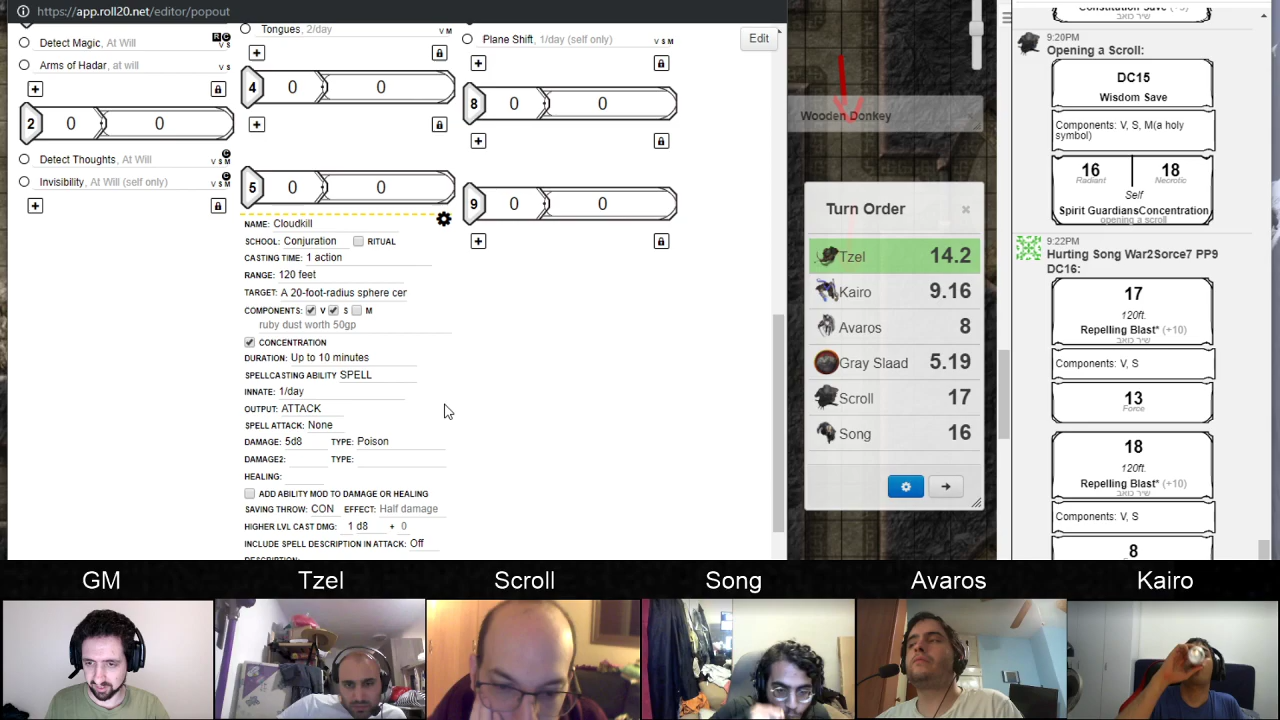 https://app.roll20.net/editor/popout
Detect Magic, At Will
R C
V S
Arms of Hadar, at will
V S
+
2
0
0
Detect Thoughts, At Will
C
V S M
Invisibility, At Will (self only)
C
V S M
+
Tongues, 2/day
V M
+
4
0
0
+
5
0
0
NAME: Cloudkill
SCHOOL: Conjuration
RITUAL
CASTING TIME: 1 action
RANGE: 120 feet
TARGET: A 20-foot-radius sphere cer
COMPONENTS: V S M
ruby dust worth 50gp
CONCENTRATION
DURATION: Up to 10 minutes
SPELLCASTING ABILITY SPELL
INNATE: 1/day
OUTPUT: ATTACK
SPELL ATTACK: None
DAMAGE: 5d8 TYPE: Poison
DAMAGE2: TYPE:
HEALING:
ADD ABILITY MOD TO DAMAGE OR HEALING
SAVING THROW: CON EFFECT: Half damage
HIGHER LVL CAST DMG: 1 d8 + 0
INCLUDE SPELL DESCRIPTION IN ATTACK: Off
Plane Shift, 1/day (self only)
V S M
+
8
0
0
+
9
0
0
+
Edit
Wooden Donkey
Turn Order
Tzel 14.2
Kairo 9.16
Avaros 8
Gray Slaad 5.19
Scroll 17
Song 16
9:20PM
Opening a Scroll:
DC15
Wisdom Save
Components: V, S, M(a holy
symbol)
16 18
Radiant Necrotic
Self
Spirit GuardiansConcentration
opening a scroll
9:22PM
Hurting Song War2Sorce7 PP9
DC16:
17
120ft.
Repelling Blast* (+10)
שיר כואב
Components: V, S
13
Force
18
120ft.
Repelling Blast* (+10)
שיר כואב
Components: V, S
8
GM
Tzel
Scroll
Song
Avaros
Kairo